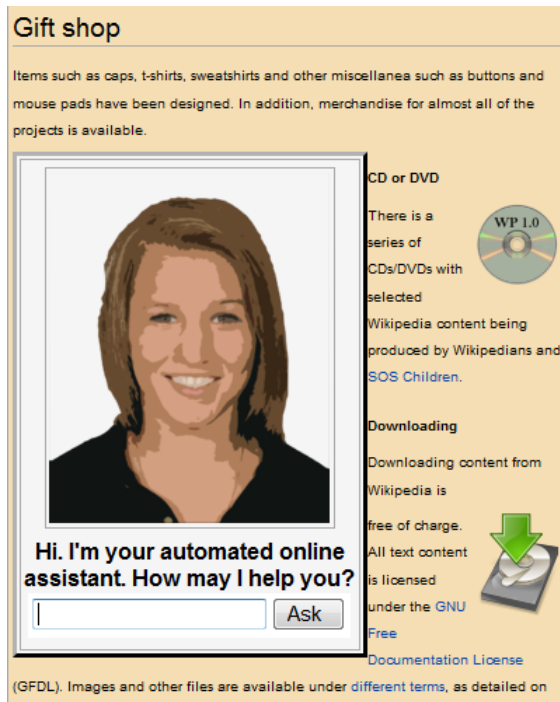 Gift shop
Items such as caps, t-shirts, sweatshirts and other miscellanea such as buttons and
mouse pads have been designed. In addition, merchandise for almost all of the
projects is available.
Hi. I'm your automated online
assistant. How may I help you?
Ask
CD or DVD
There is a
series of
CDs/DVDs with
selected
Wikipedia content being
produced by Wikipedians and
SOS Children.
WP 1.0
Downloading
Downloading content from
Wikipedia is
free of charge.
All text content
is licensed
under the GNU
Free
Documentation License
(GFDL). Images and other files are available under different terms, as detailed on